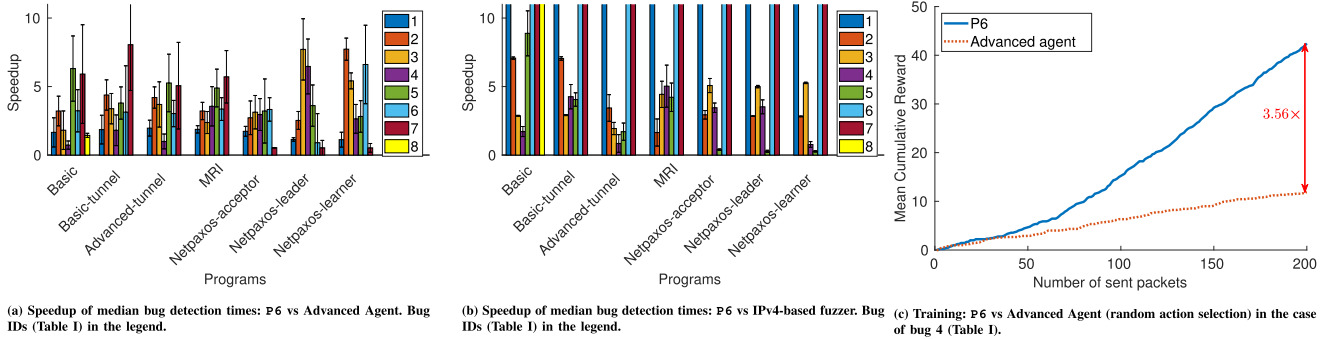 Speedup
10
5
0
1
2
3
4
5
6
7
8
Basic
Basic-tunnel
Advanced-tunnel
MRI
Netpaxos-acceptor
Netpaxos-leader
Netpaxos-learner
Programs
(a) Speedup of median bug detection times: P6 vs Advanced Agent. Bug
IDs (Table I) in the legend.
Speedup
10
5
0
1
2
3
4
5
6
7
8
Basic
Basic-tunnel
Advanced-tunnel
MRI
Netpaxos-acceptor
Netpaxos-leader
Netpaxos-learner
Programs
(b) Speedup of median bug detection times: P6 vs IPv4-based fuzzer. Bug
IDs (Table I) in the legend.
Mean Cumulative Reward
50
40
30
20
10
0
P6
Advanced agent
3.56×
0
50
100
150
200
Number of sent packets
(c) Training: P6 vs Advanced Agent (random action selection) in the case
of bug 4 (Table I).